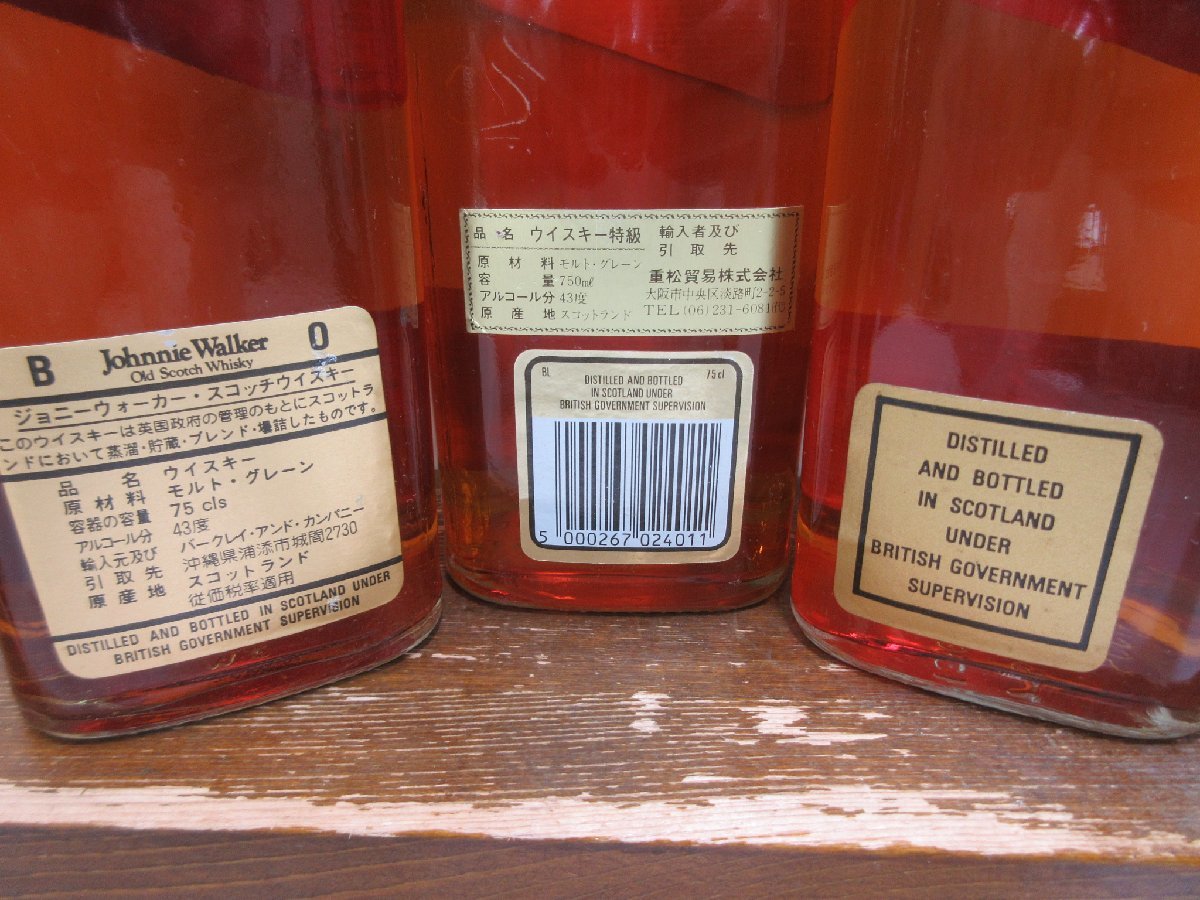 B Johnnie Walker O
Old Scotch Whisky
ジョニーウォーカー・スコッチウイスキー
このウイスキーは英国政府の管理のもとにスコットラ
ンドにおいて蒸溜・貯蔵・ブレンド・壜詰したものです。
品名 ウイスキー
原材料 モルト・グレーン
容器の容量 75 cls
アルコール分 43度
輸入元及び バークレイ・アンド・カンパニー
引取先 沖縄県浦添市城間2730
原産地 スコットランド
従価税率適用
DISTILLED AND BOTTLED IN SCOTLAND UNDER
BRITISH GOVERNMENT SUPERVISION
品名 ウイスキー特級
原材料 モルト・グレーン
容量 750㎖
アルコール分 43度
原産地 スコットランド
輸入者及び
引取先
重松貿易株式会社
大阪市中央区淡路町2-2-5
TEL(06)231-6081
BL 75 cl
DISTILLED AND BOTTLED
IN SCOTLAND UNDER
BRITISH GOVERNMENT SUPERVISION
5 000267 024011
DISTILLED
AND BOTTLED
IN SCOTLAND
UNDER
BRITISH GOVERNMENT
SUPERVISION